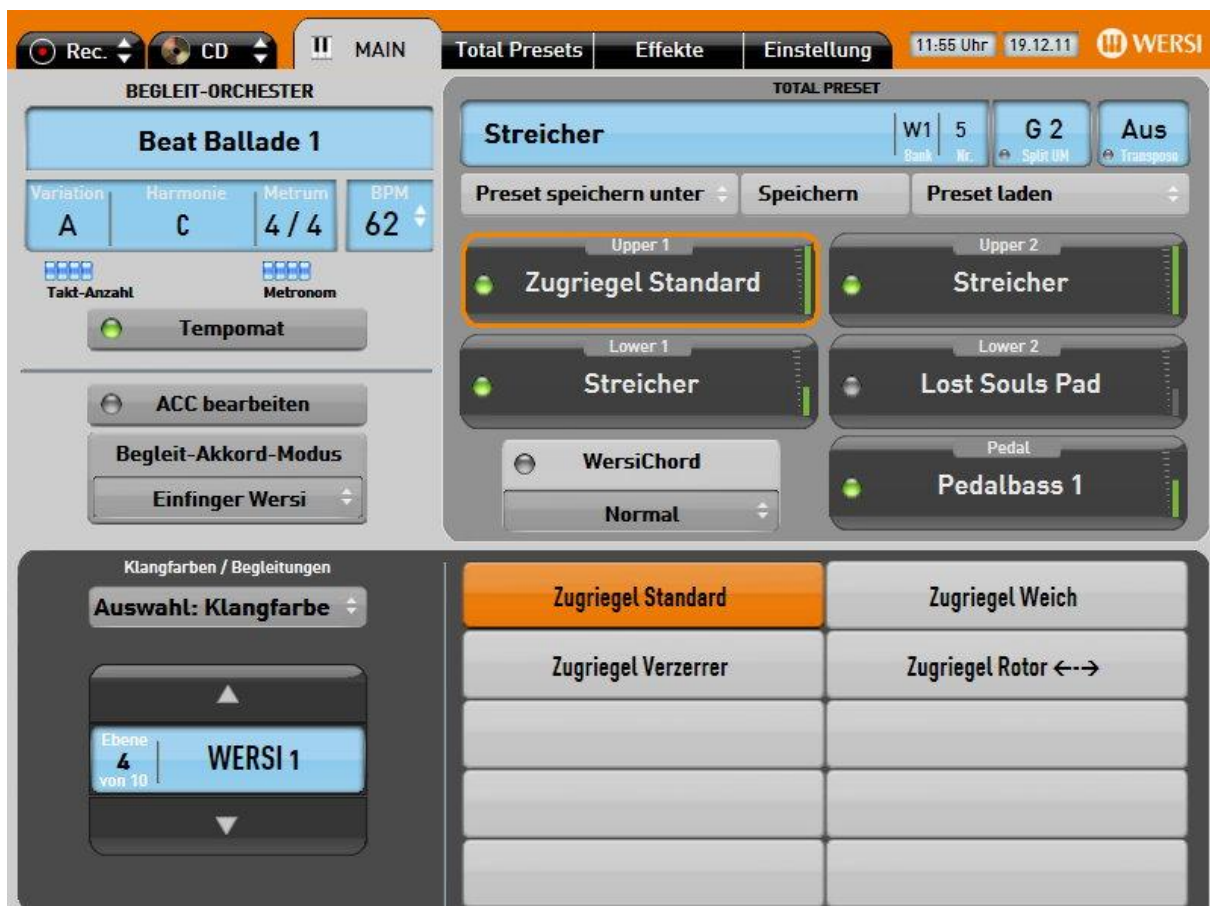 Rec.
CD
MAIN
Total Presets
Effekte
Einstellung
11:55 Uhr
19.12.11
WERSI
BEGLEIT-ORCHESTER
Beat Ballade 1
Variation Harmonie Metrum BPM
A C 4 / 4 62
Takt-Anzahl
Metronom
Tempomat
ACC bearbeiten
Begleit-Akkord-Modus
Einfinger Wersi
TOTAL PRESET
Streicher
W1 5 G 2 Aus
Bank Nr. Split UM Transpose
Preset speichern unter
Speichern
Preset laden
Upper 1
Zugriegel Standard
Upper 2
Streicher
Lower 1
Streicher
Lower 2
Lost Souls Pad
WersiChord
Normal
Pedal
Pedalbass 1
Klangfarben / Begleitungen
Auswahl: Klangfarbe
Ebene
4
von 10
WERSI 1
Zugriegel Standard
Zugriegel Weich
Zugriegel Verzerrer
Zugriegel Rotor ←-→